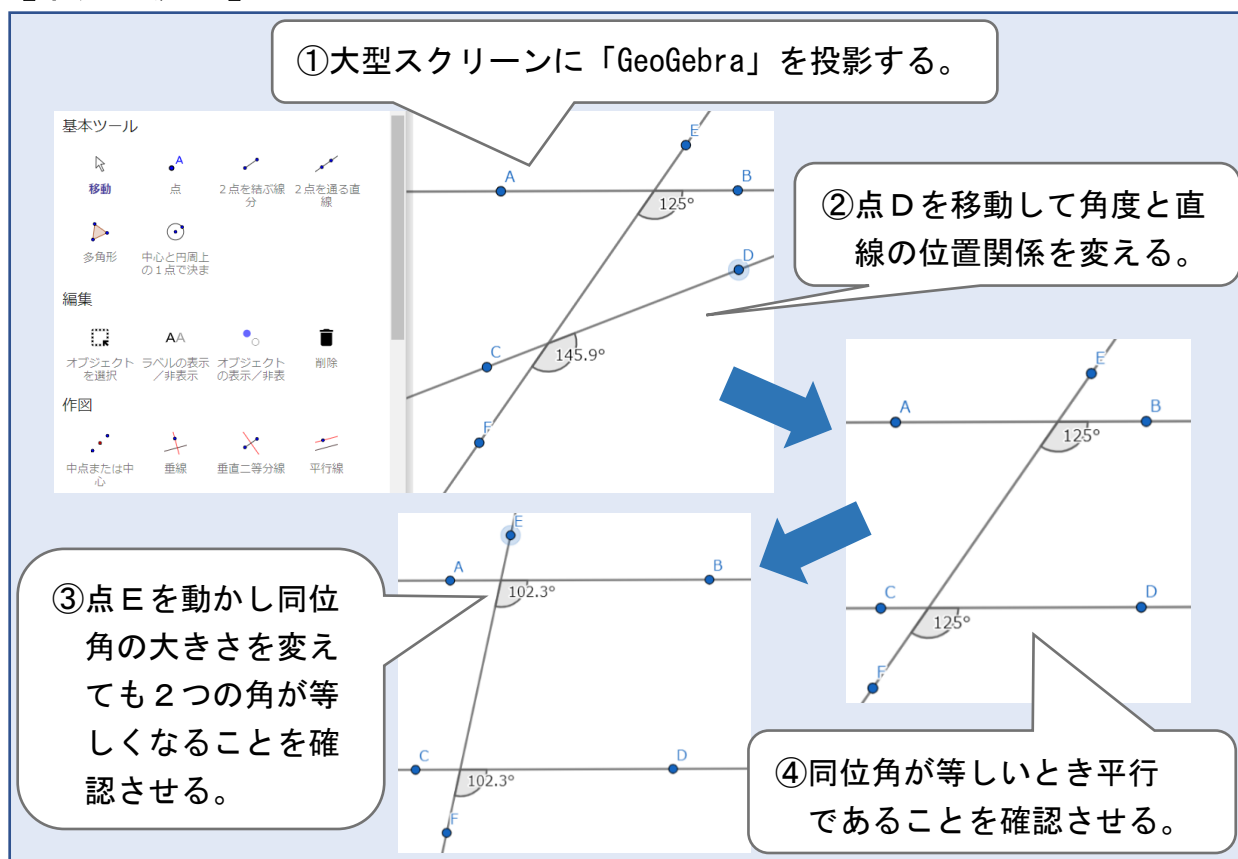 ①大型スクリーンに「GeoGebra」を投影する。
基本ツール
移動
点
2点を結ぶ線
分
2点を通る直
線
多角形
中心と円周上
の1点で決ま
編集
オブジェクト
を選択
AA
ラベルの表示
/非表示
オブジェクト
の表示/非表
削除
作図
中点または中
心
垂線
垂直二等分線
平行線
A
E
A
B
125°
D
C
145.9°
F
②点Dを移動して角度と直
線の位置関係を変える。
E
A
B
125°
C
D
125°
F
E
A
B
102.3°
C
D
102.3°
F
③点Eを動かし同位
角の大きさを変え
ても2つの角が等
しくなることを確
認させる。
④同位角が等しいとき平行
であることを確認させる。